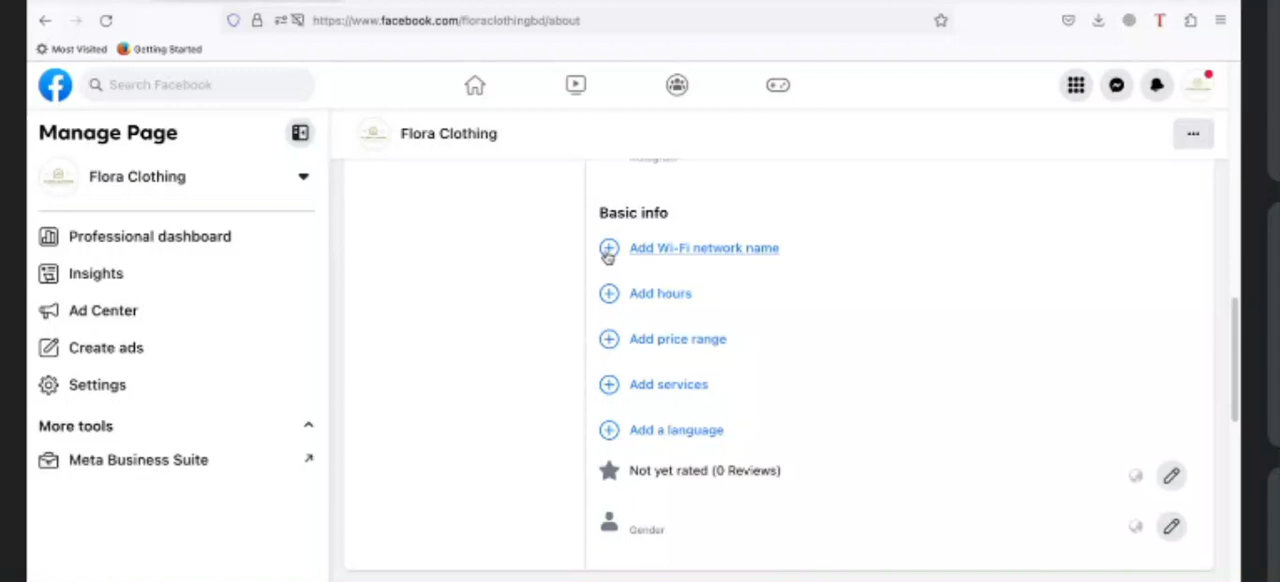 https://www.facebook.com/floraclothingbd/about
Most Visited
Getting Started
Search Facebook
Manage Page
Flora Clothing
Flora Clothing
Professional dashboard
Insights
Ad Center
Create ads
Settings
More tools
Meta Business Suite
Instagram
Basic info
Add Wi-Fi network name
Add hours
Add price range
Add services
Add a language
Not yet rated (0 Reviews)
Gender